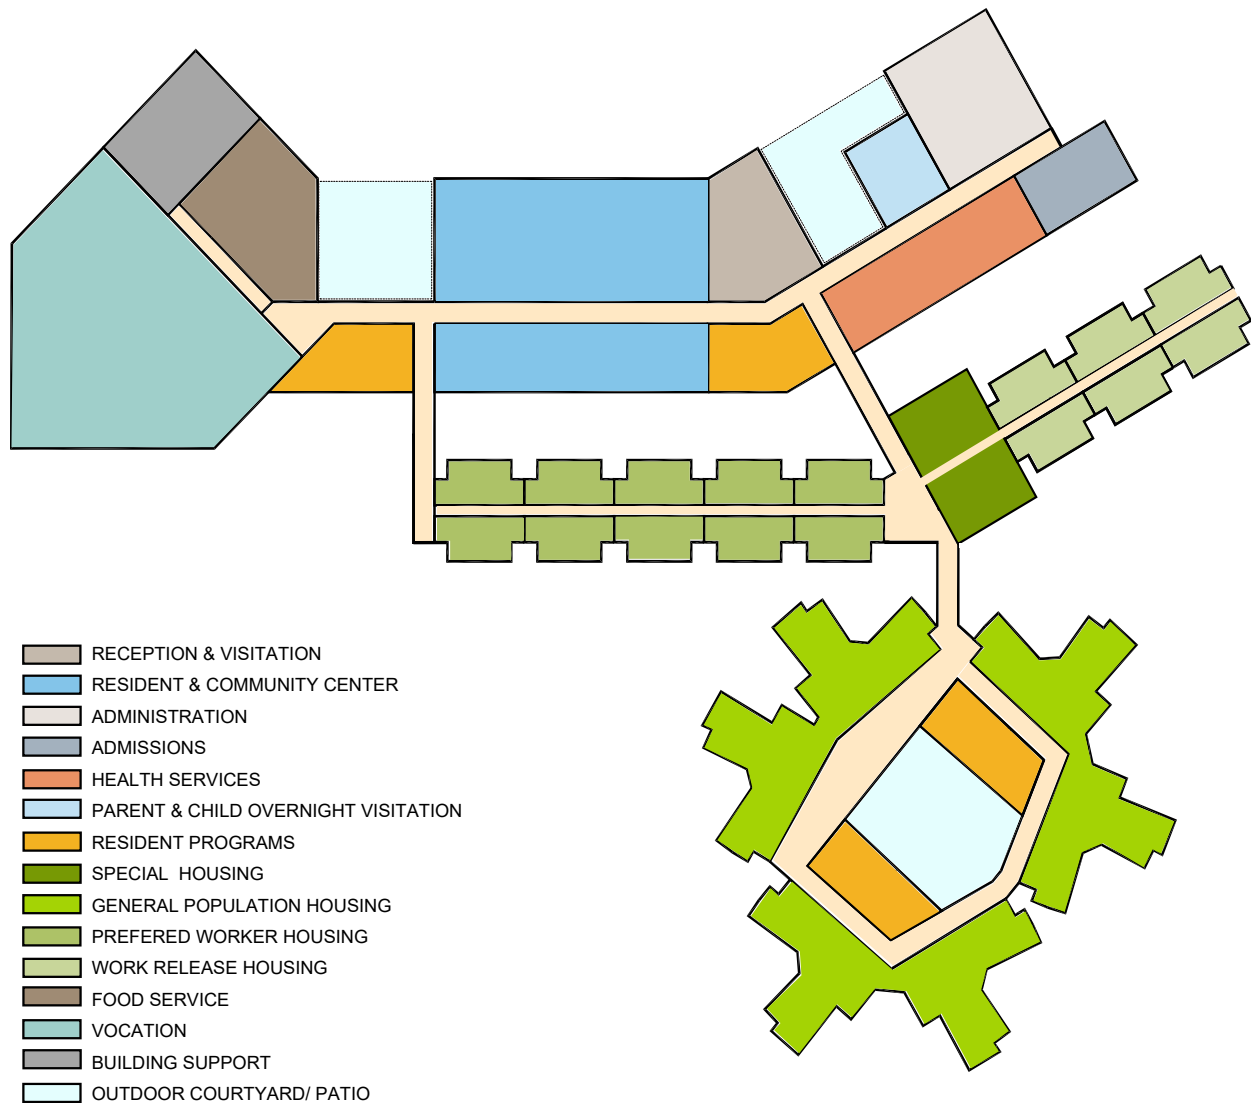 RECEPTION & VISITATION
RESIDENT & COMMUNITY CENTER
ADMINISTRATION
ADMISSIONS
HEALTH SERVICES
PARENT & CHILD OVERNIGHT VISITATION
RESIDENT PROGRAMS
SPECIAL HOUSING
GENERAL POPULATION HOUSING
PREFERED WORKER HOUSING
WORK RELEASE HOUSING
FOOD SERVICE
VOCATION
BUILDING SUPPORT
OUTDOOR COURTYARD/ PATIO